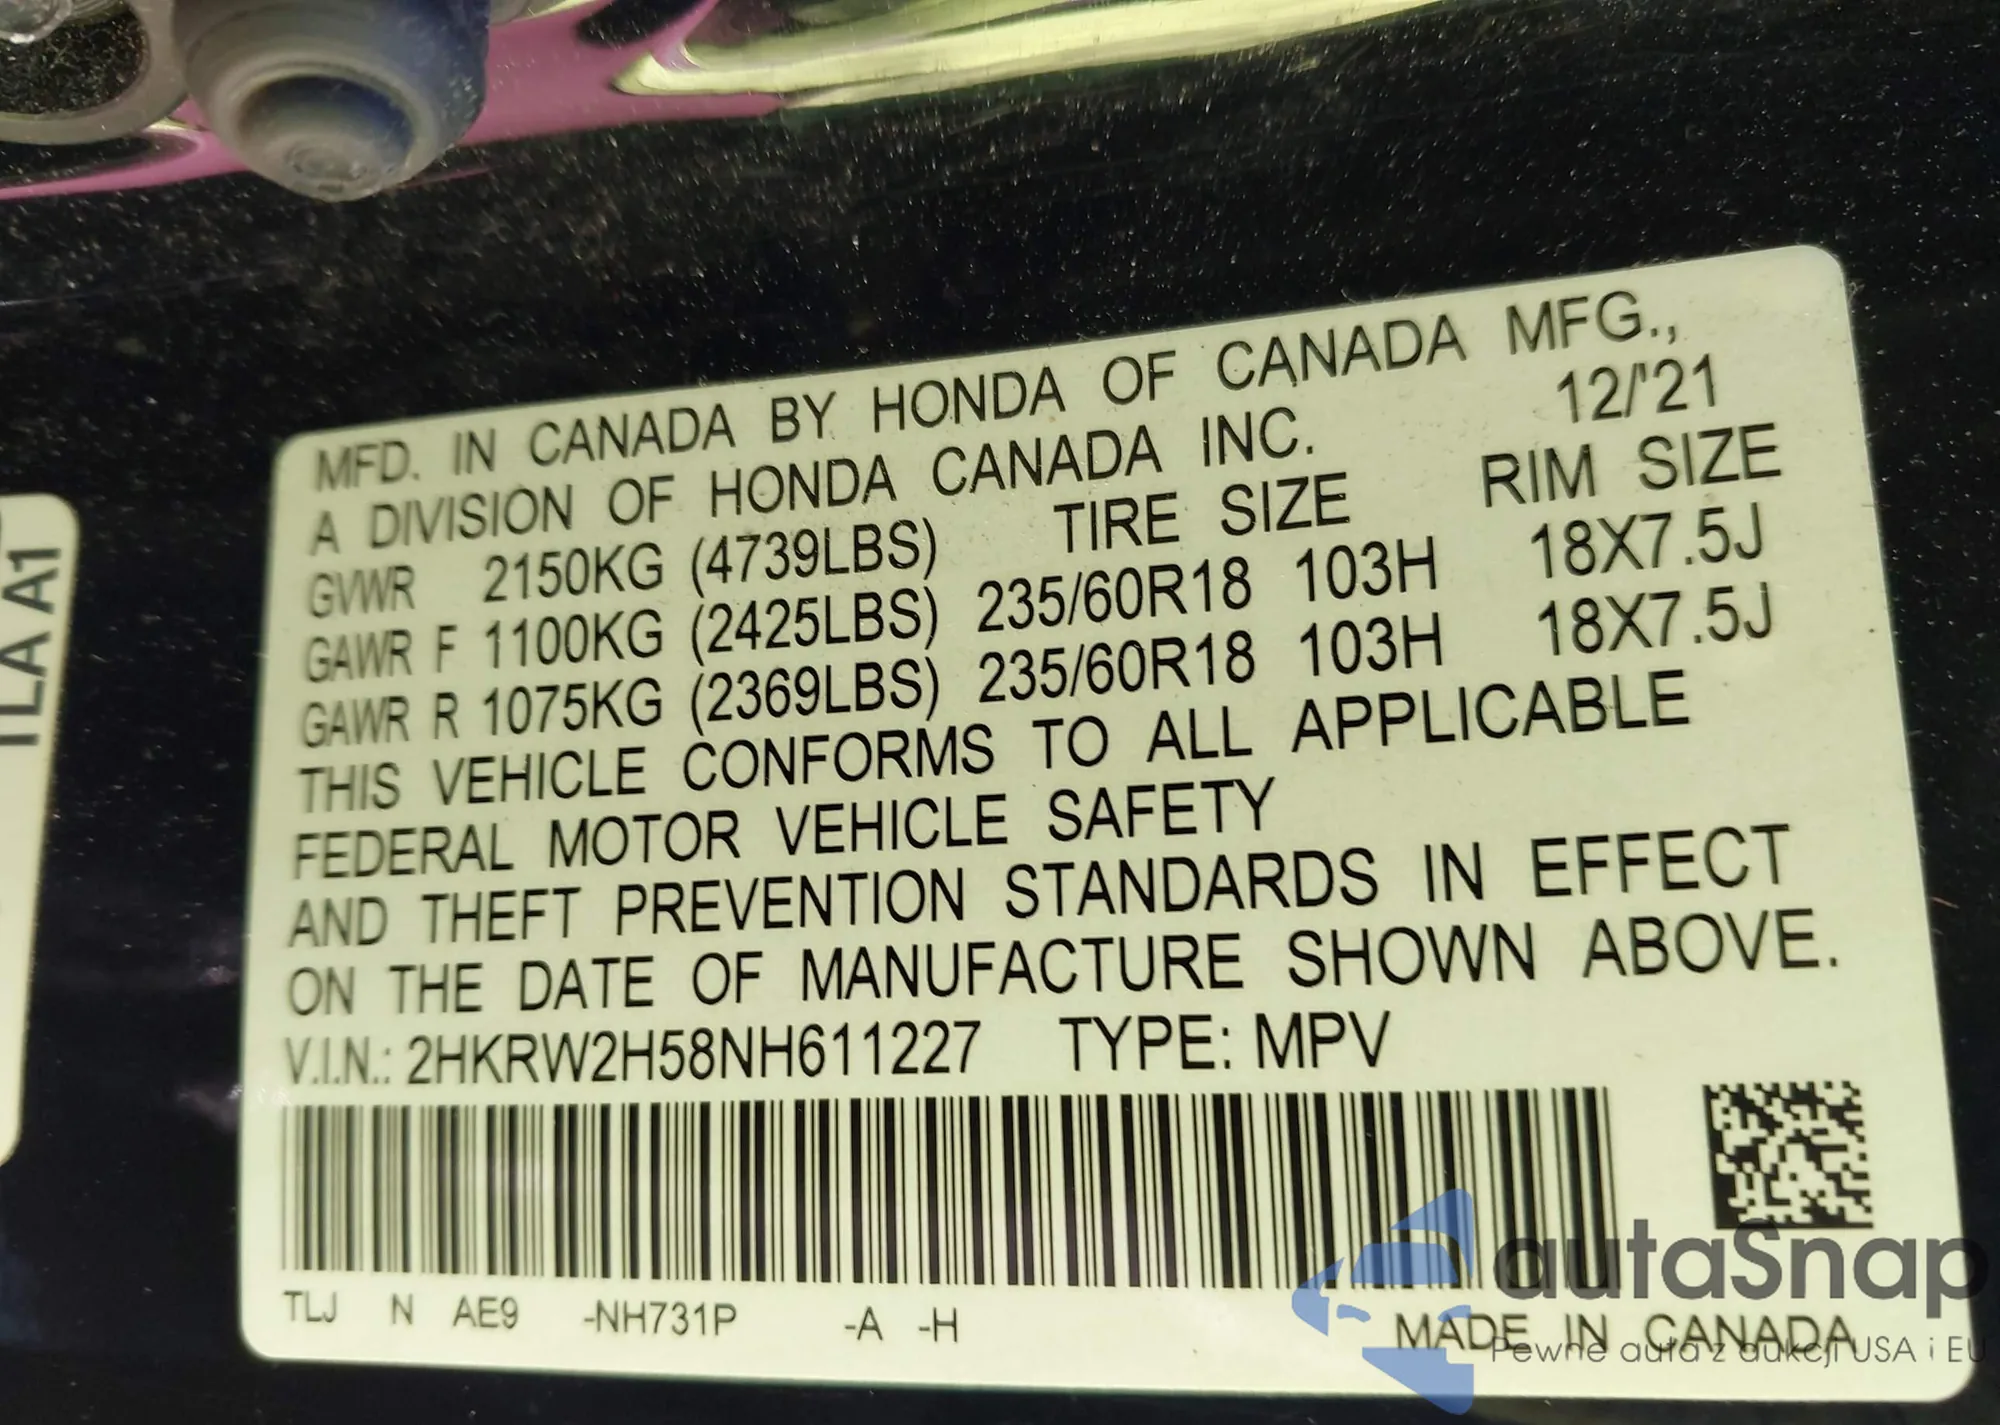 TLA A1
MFD. IN CANADA BY HONDA OF CANADA MFG.,
A DIVISION OF HONDA CANADA INC. 12/'21
GVWR 2150KG (4739LBS) TIRE SIZE RIM SIZE
GAWR F 1100KG (2425LBS) 235/60R18 103H 18X7.5J
GAWR R 1075KG (2369LBS) 235/60R18 103H 18X7.5J
THIS VEHICLE CONFORMS TO ALL APPLICABLE
FEDERAL MOTOR VEHICLE SAFETY
AND THEFT PREVENTION STANDARDS IN EFFECT
ON THE DATE OF MANUFACTURE SHOWN ABOVE.
V.I.N.: 2HKRW2H58NH611227 TYPE: MPV
TLJ N AE9 -NH731P -A -H
MADE IN CANADA
autaSnap
Pewne auta z aukcji USA i EU